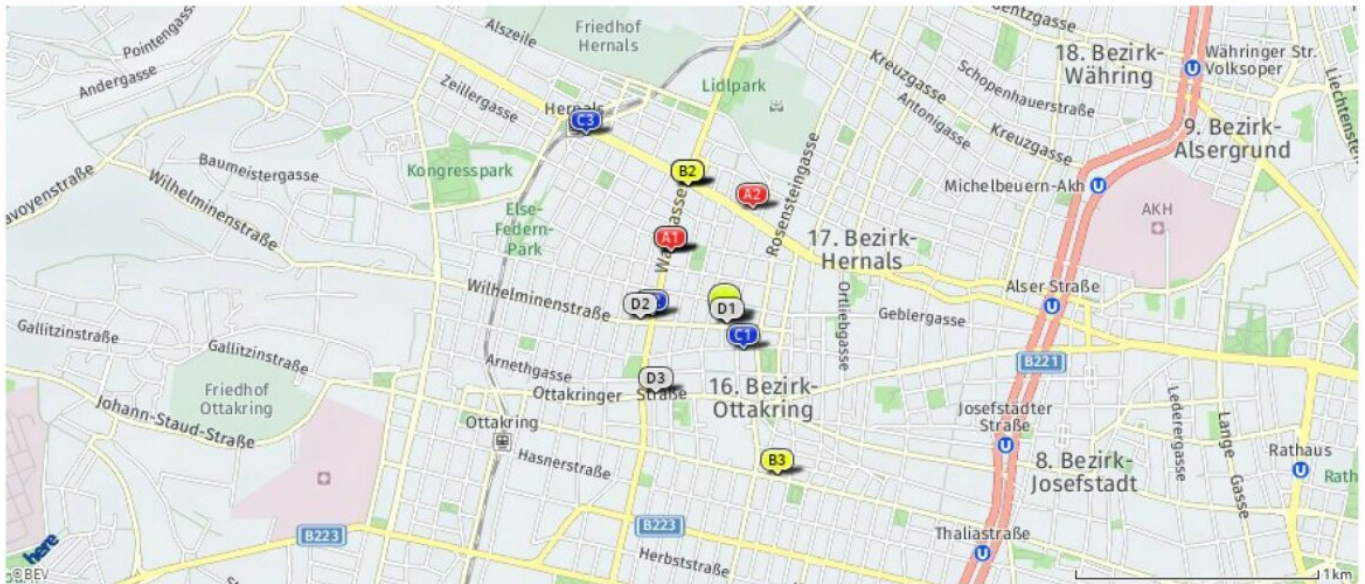 Pointengasse
Andergasse
Alszeile
Friedhof
Hernals
Lidlpark
Kreuzgasse
Schopenhauerstraße
18. Bezirk-
Währing
Währinger Str.
Volksoper
Zeillergasse
Hernals
C3
Antonigasse
Kreuzgasse
9. Bezirk-
Alsergrund
Baumeistergasse
Kongresspark
B2
A2
Rosensteingasse
Michelbeuern-Akh
AKH
Wilhelminenstraße
Else-
Federn-
Park
A1
17. Bezirk-
Hernals
Wilhelminenstraße
D2
D1
C1
Ortliebgasse
Geblergasse
Alser Straße
B221
Gallitzinstraße
Gallitzinstraße
Arnethgasse
D3
Ottakringer Straße
16. Bezirk-
Ottakring
Friedhof
Ottakring
Johann-Staud-Straße
Ottakring
Hasnerstraße
Josefstädter
Straße
Lederergasse
Lange Gasse
Rathaus
B3
8. Bezirk-
Josefstadt
B223
B223
Thaliastraße
Herbststraße
here
©BEV
1km